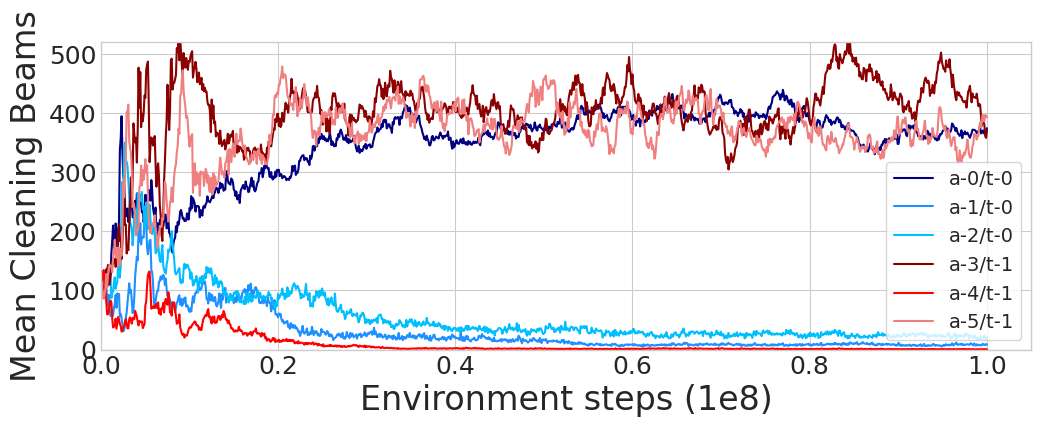 Mean Cleaning Beams
500
400
300
200
100
0
0.0
0.2
0.4
0.6
0.8
1.0
Environment steps (1e8)
a-0/t-0
a-1/t-0
a-2/t-0
a-3/t-1
a-4/t-1
a-5/t-1